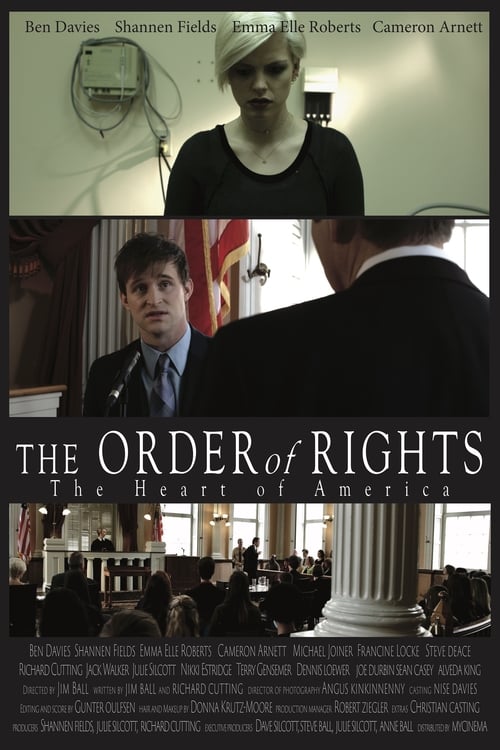 Ben Davies Shannen Fields Emma Elle Roberts Cameron Arnett
THE ORDER of RIGHTS
The Heart of America
BEN DAVIES SHANNEN FIELDS EMMA ELLE ROBERTS CAMERON ARNETT MICHAEL JOINER FRANCINE LOCKE STEVE DEACE
RICHARD CUTTING JACK WALKER JULIE SILCOTT NIKKI ESTRIDGE TERRY GENSEMER DENNIS LOEWER JOE DURBIN SEAN CASEY ALVEDA KING
DIRECTED BY JIM BALL WRITTEN BY JIM BALL AND RICHARD CUTTING DIRECTOR OF PHOTOGRAPHY ANGUS KINKINNENNY CASTING NISE DAVIES
EDITING AND SCORE BY GUNTER OULFSEN HAIR AND MAKEUP BY DONNA KRUTZ-MOORE PRODUCTION MANAGER ROBERT ZIEGLER EXTRAS CHRISTIAN CASTING
PRODUCERS SHANNEN FIELDS, JULIE SILCOTT, RICHARD CUTTING EXECUTIVE PRODUCERS DAVE SILCOTT, STEVE BALL, JULIE SILCOTT, ANNE BALL DISTRIBUTED BY MYCINEMA